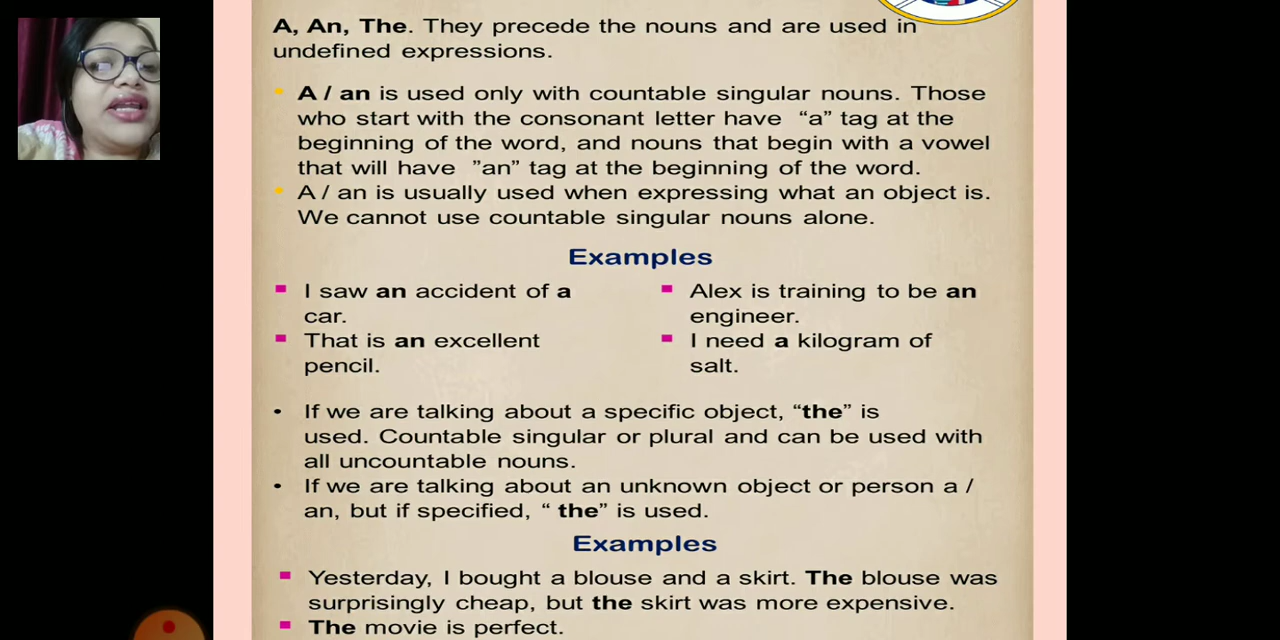 A, An, The. They precede the nouns and are used in
undefined expressions.
A / an is used only with countable singular nouns. Those
who start with the consonant letter have “a” tag at the
beginning of the word, and nouns that begin with a vowel
that will have ”an” tag at the beginning of the word.
A / an is usually used when expressing what an object is.
We cannot use countable singular nouns alone.
Examples
I saw an accident of a
car.
That is an excellent
pencil.
Alex is training to be an
engineer.
I need a kilogram of
salt.
If we are talking about a specific object, “the” is
used. Countable singular or plural and can be used with
all uncountable nouns.
If we are talking about an unknown object or person a /
an, but if specified, “ the” is used.
Examples
Yesterday, I bought a blouse and a skirt. The blouse was
surprisingly cheap, but the skirt was more expensive.
The movie is perfect.